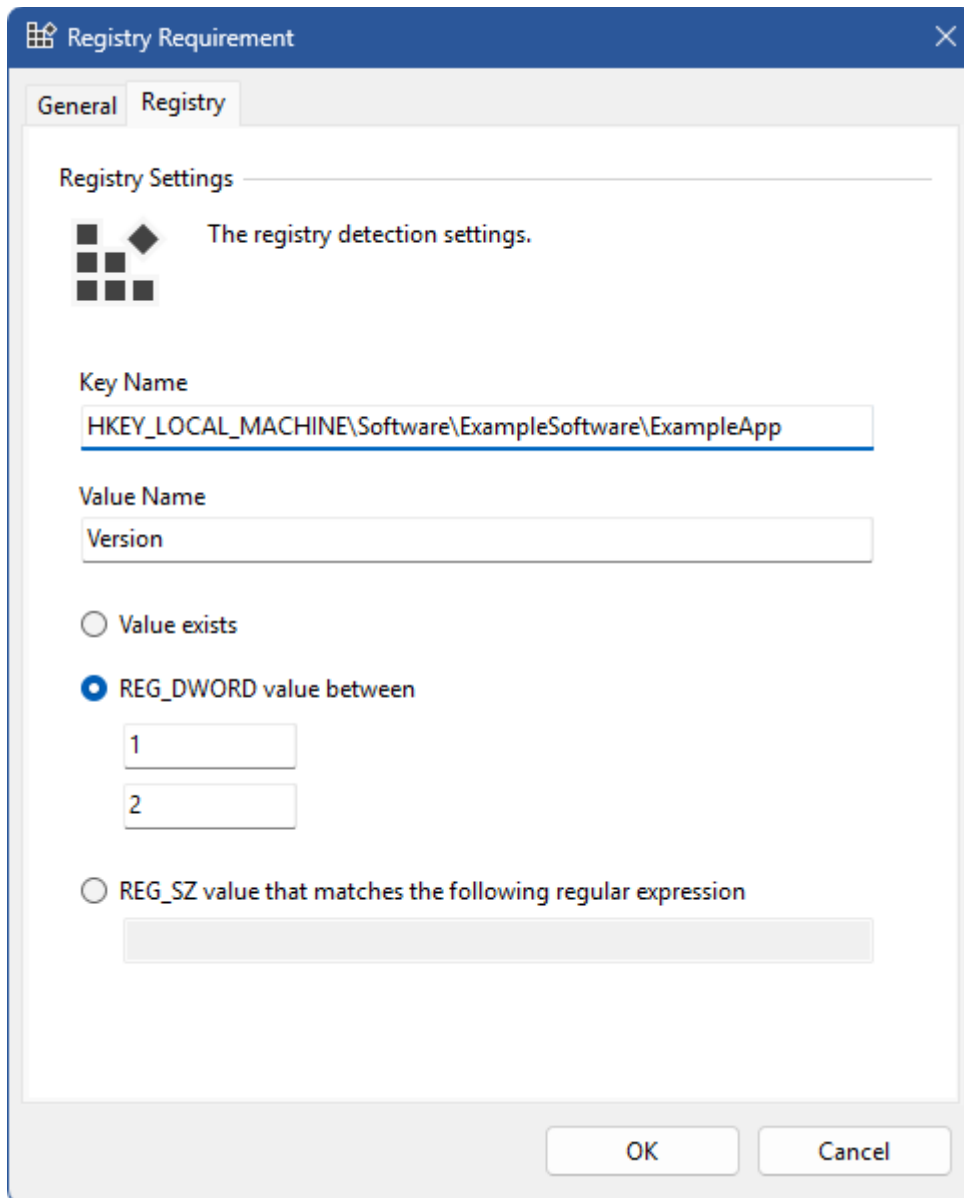 Registry Requirement
General
Registry
Registry Settings
The registry detection settings.
Key Name
HKEY_LOCAL_MACHINE\Software\ExampleSoftware\ExampleApp
Value Name
Version
Value exists
REG_DWORD value between
1
2
REG_SZ value that matches the following regular expression
OK
Cancel